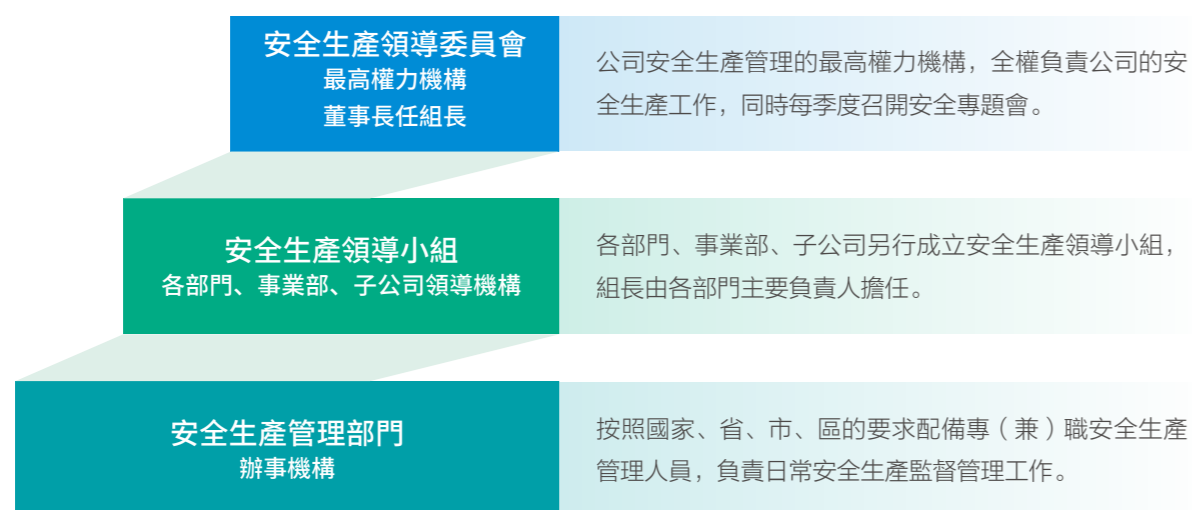 安全生產領導委員會
最高權力機構
董事長任組長
公司安全生產管理的最高權力機構，全權負責公司的安
全生產工作，同時每季度召開安全專題會。
安全生產領導小組
各部門、事業部、子公司領導機構
各部門、事業部、子公司另行成立安全生產領導小組，
組長由各部門主要負責人擔任。
安全生產管理部門
辦事機構
按照國家、省、市、區的要求配備專（兼）職安全生產
管理人員，負責日常安全生產監督管理工作。